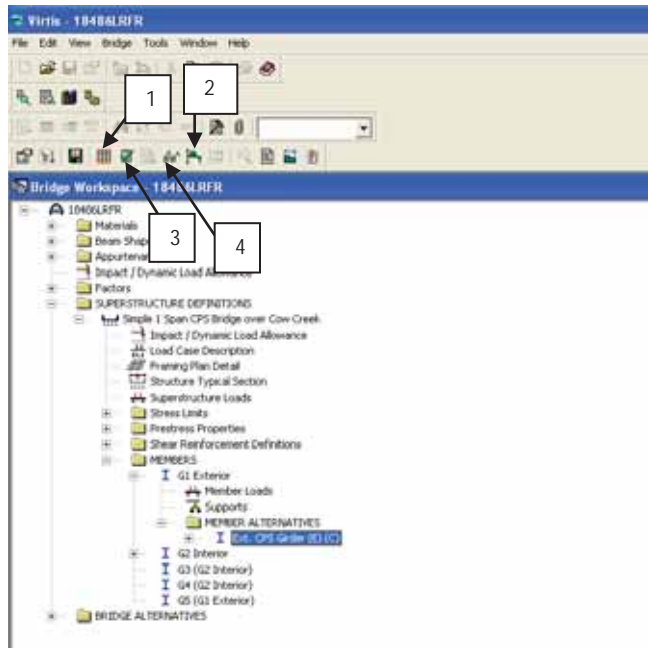 Virtis - 18486LRFR
File Edit View Bridge Tools Window Help
1
2
Bridge Workspace - 18486LRFR
3
4
18486LRFR
Materials
Beam Shap
Appurtenan
Impact / Dynamic Load Allowance
Factors
SUPERSTRUCTURE DEFINITIONS
Simple 1 Span CPS Bridge over Cow Creek
Impact / Dynamic Load Allowance
Load Case Description
Framing Plan Detail
Structure Typical Section
Superstructure Loads
Stress Limits
Prestress Properties
Shear Reinforcement Definitions
MEMBERS
G1 Exterior
Member Loads
Supports
MEMBER ALTERNATIVES
Ext. CPS Girder (E) (C)
G2 Interior
G3 (G2 Interior)
G4 (G2 Interior)
G5 (G1 Exterior)
BRIDGE ALTERNATIVES